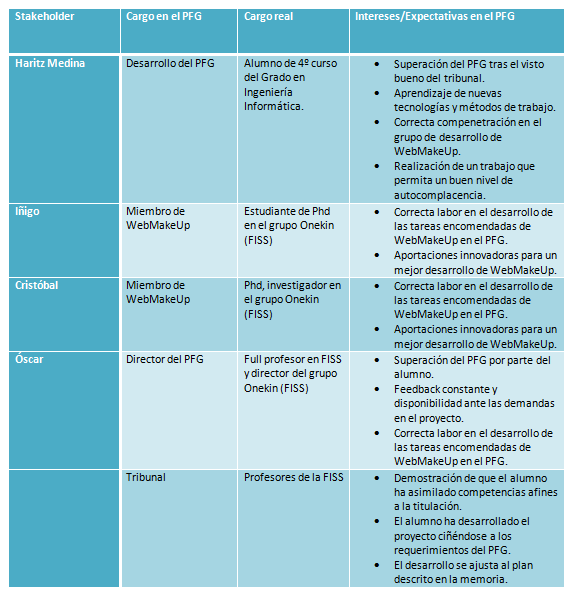 Stakeholder Cargo en el PFG Cargo real Intereses/Expectativas en el PFG
Haritz Medina
Desarrollo del PFG
Alumno de 4º curso
del Grado en
Ingeniería
Informática.
• Superación del PFG tras el visto
bueno del tribunal.
• Aprendizaje de nuevas
tecnologías y métodos de trabajo.
• Correcta compenetración en el
grupo de desarrollo de
WebMakeUp.
• Realización de un trabajo que
permita un buen nivel de
autocomplacencia.
Iñigo
Miembro de
WebMakeUp
Estudiante de Phd
en el grupo Onekin
(FISS)
• Correcta labor en el desarrollo de
las tareas encomendadas de
WebMakeUp en el PFG.
• Aportaciones innovadoras para un
mejor desarrollo de WebMakeUp.
Cristóbal
Miembro de
WebMakeUp
Phd, investigador en
el grupo Onekin
(FISS)
• Correcta labor en el desarrollo de
las tareas encomendadas de
WebMakeUp en el PFG.
• Aportaciones innovadoras para un
mejor desarrollo de WebMakeUp.
Óscar
Director del PFG
Full profesor en FISS
y director del grupo
Onekin (FISS)
• Superación del PFG por parte del
alumno.
• Feedback constante y
disponibilidad ante las demandas
en el proyecto.
• Correcta labor en el desarrollo de
las tareas encomendadas de
WebMakeUp en el PFG.
Tribunal
Profesores de la FISS
• Demostración de que el alumno
ha asimilado competencias afines
a la titulación.
• El alumno ha desarrollado el
proyecto ciñéndose a los
requerimientos del PFG.
• El desarrollo se ajusta al plan
descrito en la memoria.